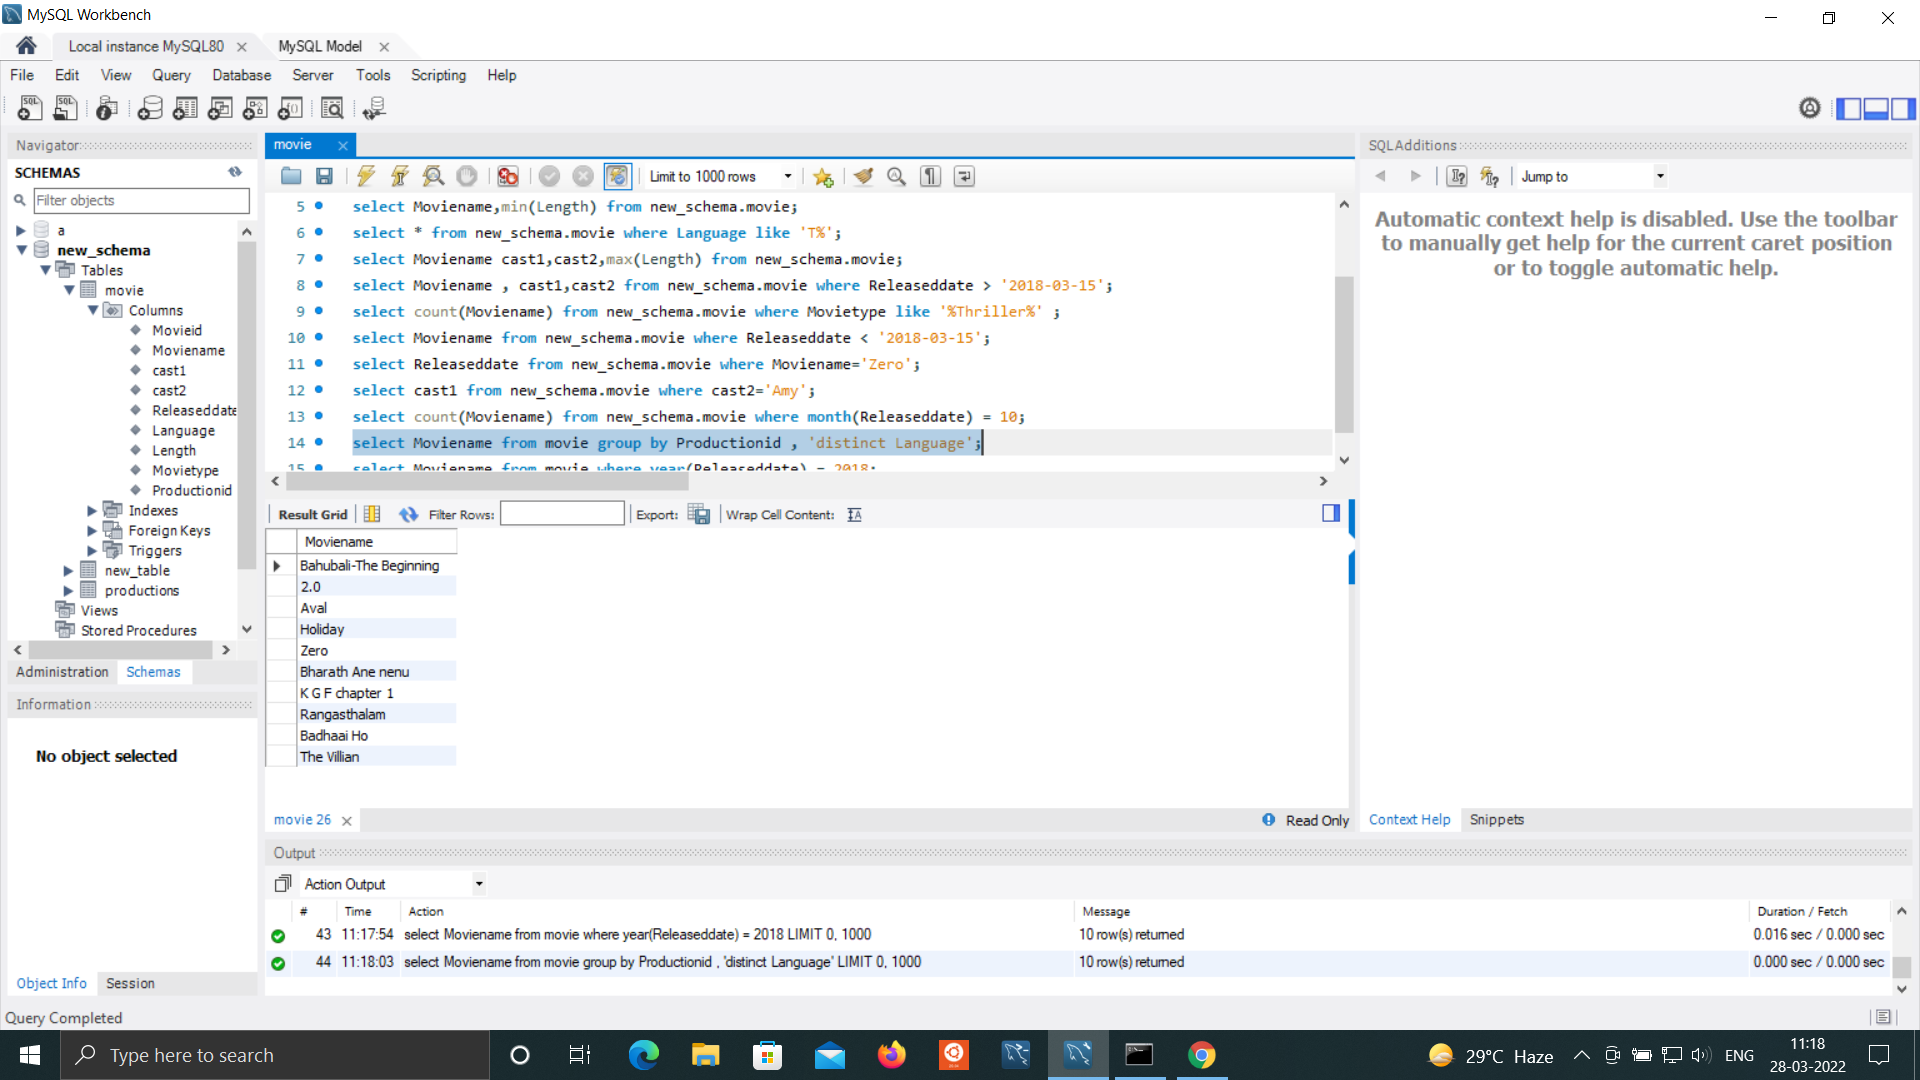 MySQL Workbench
Local instance MySQL80
MySQL Model
File Edit View Query Database Server Tools Scripting Help
Navigator
SCHEMAS
Filter objects
a
new_schema
Tables
movie
Columns
Movieid
Moviename
cast1
cast2
Releaseddate
Language
Length
Movietype
Productionid
Indexes
Foreign Keys
Triggers
new_table
productions
Views
Stored Procedures
Administration Schemas
Information
No object selected
Object Info Session
Query Completed
movie
Limit to 1000 rows
5 select Moviename,min(Length) from new_schema.movie;
6 select * from new_schema.movie where Language like 'T%';
7 select Moviename cast1,cast2,max(Length) from new_schema.movie;
8 select Moviename , cast1,cast2 from new_schema.movie where Releaseddate > '2018-03-15';
9 select count(Moviename) from new_schema.movie where Movietype like '%Thriller%' ;
10 select Moviename from new_schema.movie where Releaseddate < '2018-03-15';
11 select Releaseddate from new_schema.movie where Moviename='Zero';
12 select cast1 from new_schema.movie where cast2='Amy';
13 select count(Moviename) from new_schema.movie where month(Releaseddate) = 10;
14 select Moviename from movie group by Productionid , 'distinct Language';
15 select Moviename from movie where year(Releaseddate) = 2018;
Result Grid Filter Rows: Export: Wrap Cell Content:
Moviename
Bahubali-The Beginning
2.0
Aval
Holiday
Zero
Bharath Ane nenu
K G F chapter 1
Rangasthalam
Badhaai Ho
The Villian
movie 26
Read Only
SQLAdditions
Jump to
Automatic context help is disabled. Use the toolbar
to manually get help for the current caret position
or to toggle automatic help.
Context Help Snippets
Output
Action Output
# Time Action Message Duration / Fetch
43 11:17:54 select Moviename from movie where year(Releaseddate) = 2018 LIMIT 0, 1000 10 row(s) returned 0.016 sec / 0.000 sec
44 11:18:03 select Moviename from movie group by Productionid , 'distinct Language' LIMIT 0, 1000 10 row(s) returned 0.000 sec / 0.000 sec
Type here to search
29°C Haze
ENG
11:18
28-03-2022